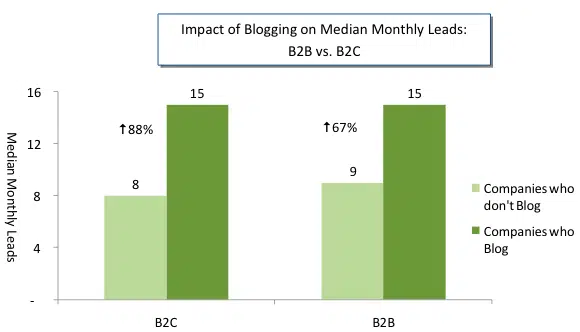 Impact of Blogging on Median Monthly Leads:
B2B vs. B2C
Median Monthly Leads
16
12
8
4
-
↑88%
8
15
↑67%
9
15
B2C
B2B
Companies who
don't Blog
Companies who
Blog